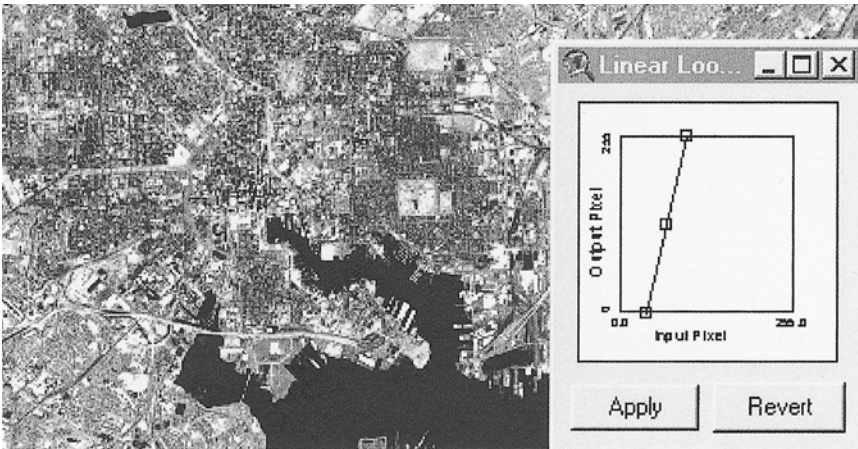 Linear Loo...
255
Output Pixel
0
0.0
255.0
Input Pixel
Apply
Revert